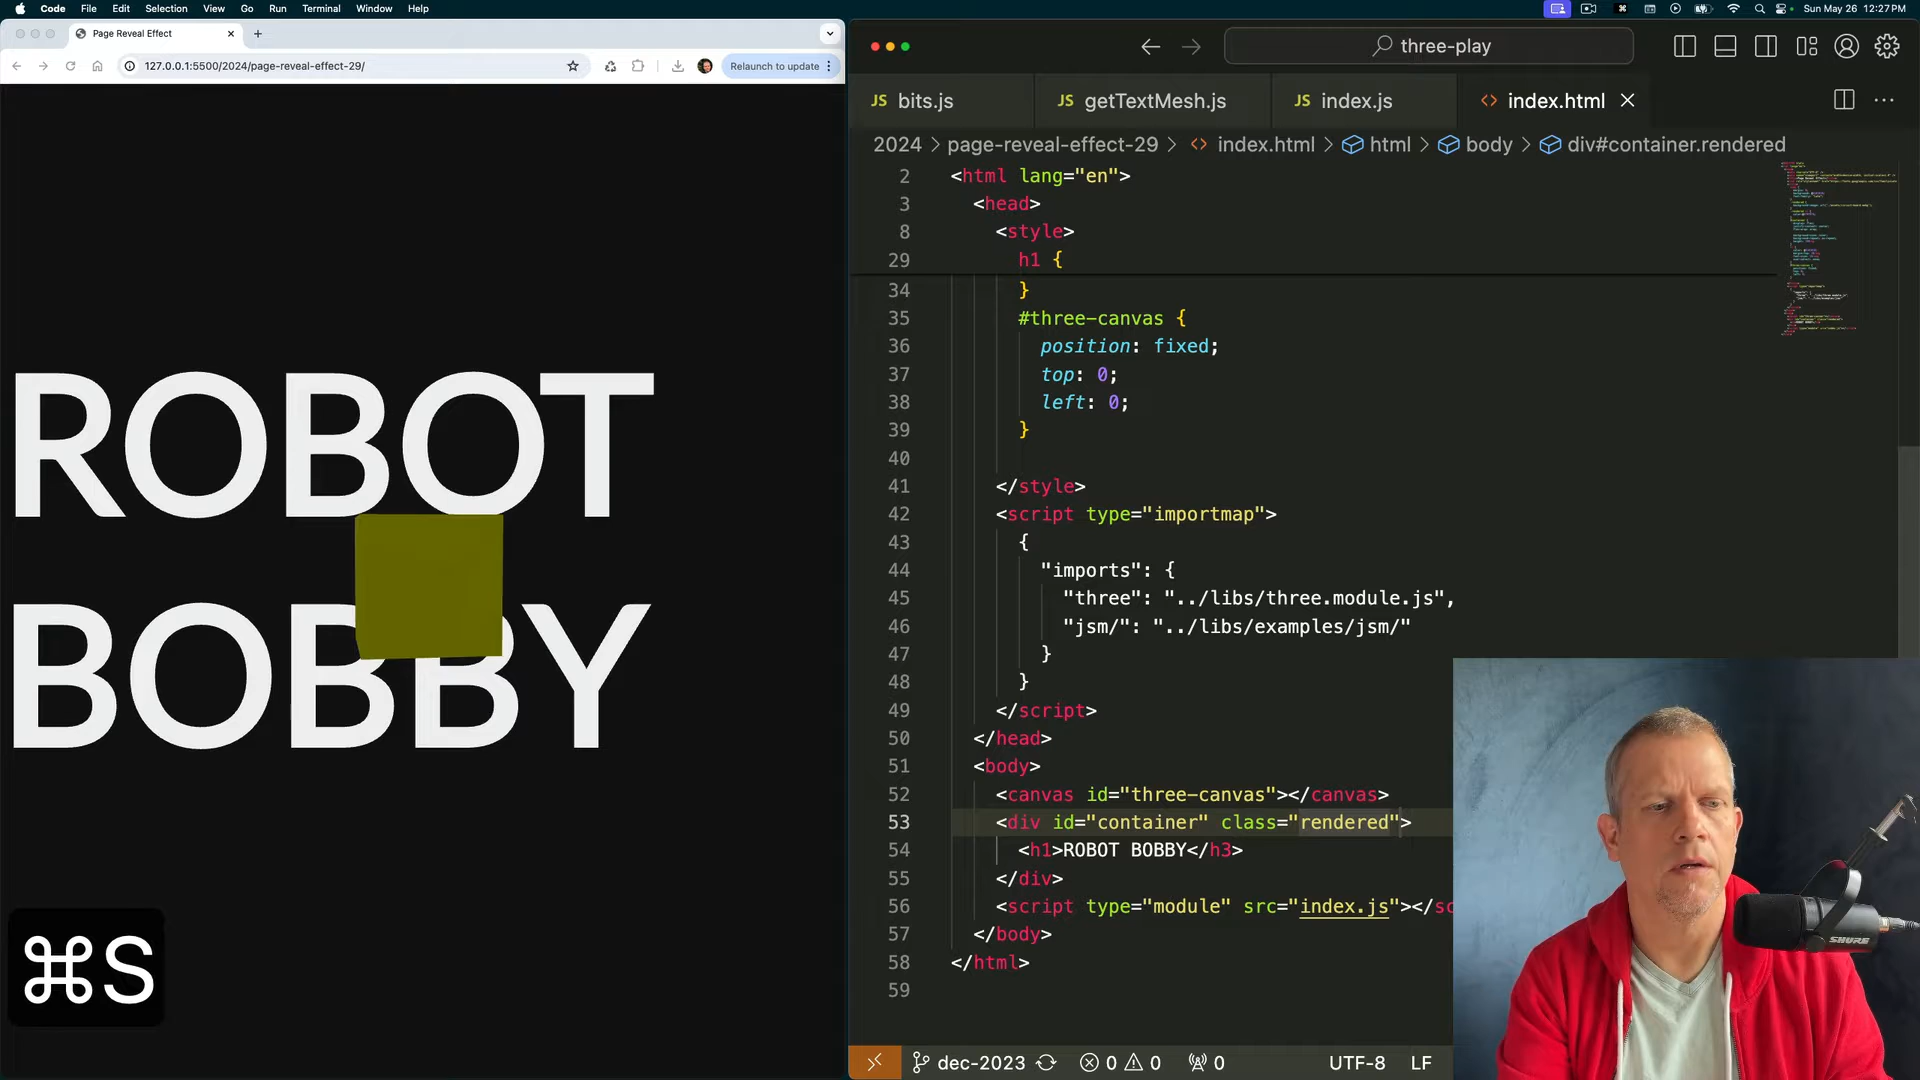 Code File Edit Selection View Go Run Terminal Window Help
Sun May 26 12:27 PM
Page Reveal Effect
127.0.0.1:5500/2024/page-reveal-effect-29/
Relaunch to update
ROBOT
BOBBY
⌘S
three-play
JS bits.js
JS getTextMesh.js
JS index.js
<> index.html
2024 > page-reveal-effect-29 > <> index.html > html > body > div#container.rendered
2 <html lang="en">
3 <head>
8 <style>
29 h1 {
34 }
35 #three-canvas {
36 position: fixed;
37 top: 0;
38 left: 0;
39 }
40
41 </style>
42 <script type="importmap">
43 {
44 "imports": {
45 "three": "../libs/three.module.js",
46 "jsm/": "../libs/examples/jsm/"
47 }
48 }
49 </script>
50 </head>
51 <body>
52 <canvas id="three-canvas"></canvas>
53 <div id="container" class="rendered">
54 <h1>ROBOT BOBBY</h3>
55 </div>
56 <script type="module" src="index.js"></sc
57 </body>
58 </html>
59
dec-2023 0 0 0 UTF-8 LF
SHURE